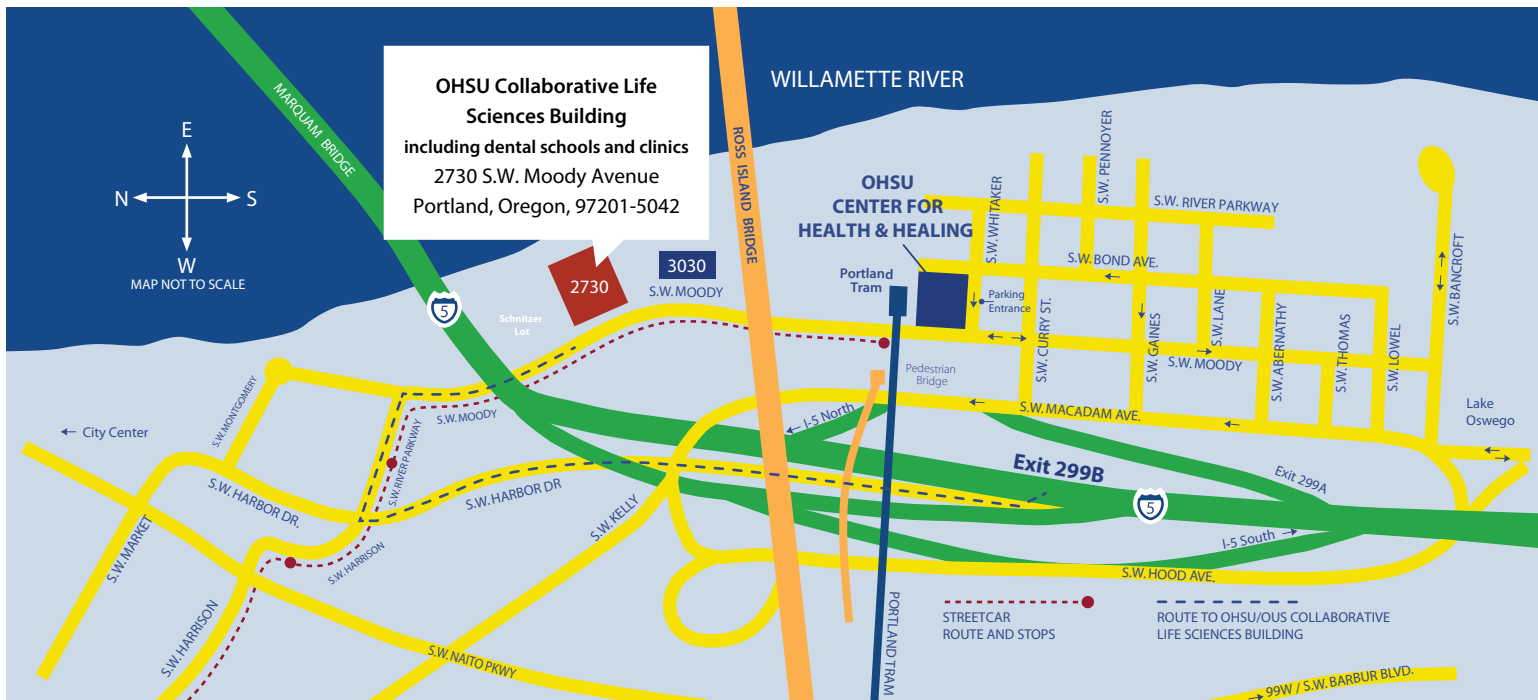 WILLAMETTE RIVER
MARQUAM BRIDGE
OHSU Collaborative Life
Sciences Building
including dental schools and clinics
2730 S.W. Moody Avenue
Portland, Oregon, 97201-5042
ROSS ISLAND BRIDGE
E
N
S
W
MAP NOT TO SCALE
5
Schnitzer
Lot
2730
3030
S.W. MOODY
OHSU
CENTER FOR
HEALTH & HEALING
Portland
Tram
S.W. WHITAKER
S.W. PENNOYER
S.W. RIVER PARKWAY
S.W. BOND AVE.
Parking
Entrance
S.W. CURRY ST.
S.W. GAINES
S.W. LANE
S.W. ABERNATHY
S.W. THOMAS
S.W. LOWEL
S.W. BANCROFT
S.W. MOODY
Pedestrian
Bridge
S.W. MACADAM AVE.
Lake
Oswego
City Center
S.W. MONTGOMERY
S.W. MOODY
S.W. RIVER PARKWAY
I-5 North
Exit 299B
Exit 299A
5
I-5 South
S.W. HARBOR DR.
S.W. HARBOR DR
S.W. KELLY
S.W. MARKET
S.W. HARRISON
S.W. HARRISON
S.W. NAITO PKWY
S.W. HOOD AVE.
PORTLAND TRAM
STREETCAR
ROUTE AND STOPS
ROUTE TO OHSU/OUS COLLABORATIVE
LIFE SCIENCES BUILDING
99W / S.W. BARBUR BLVD.